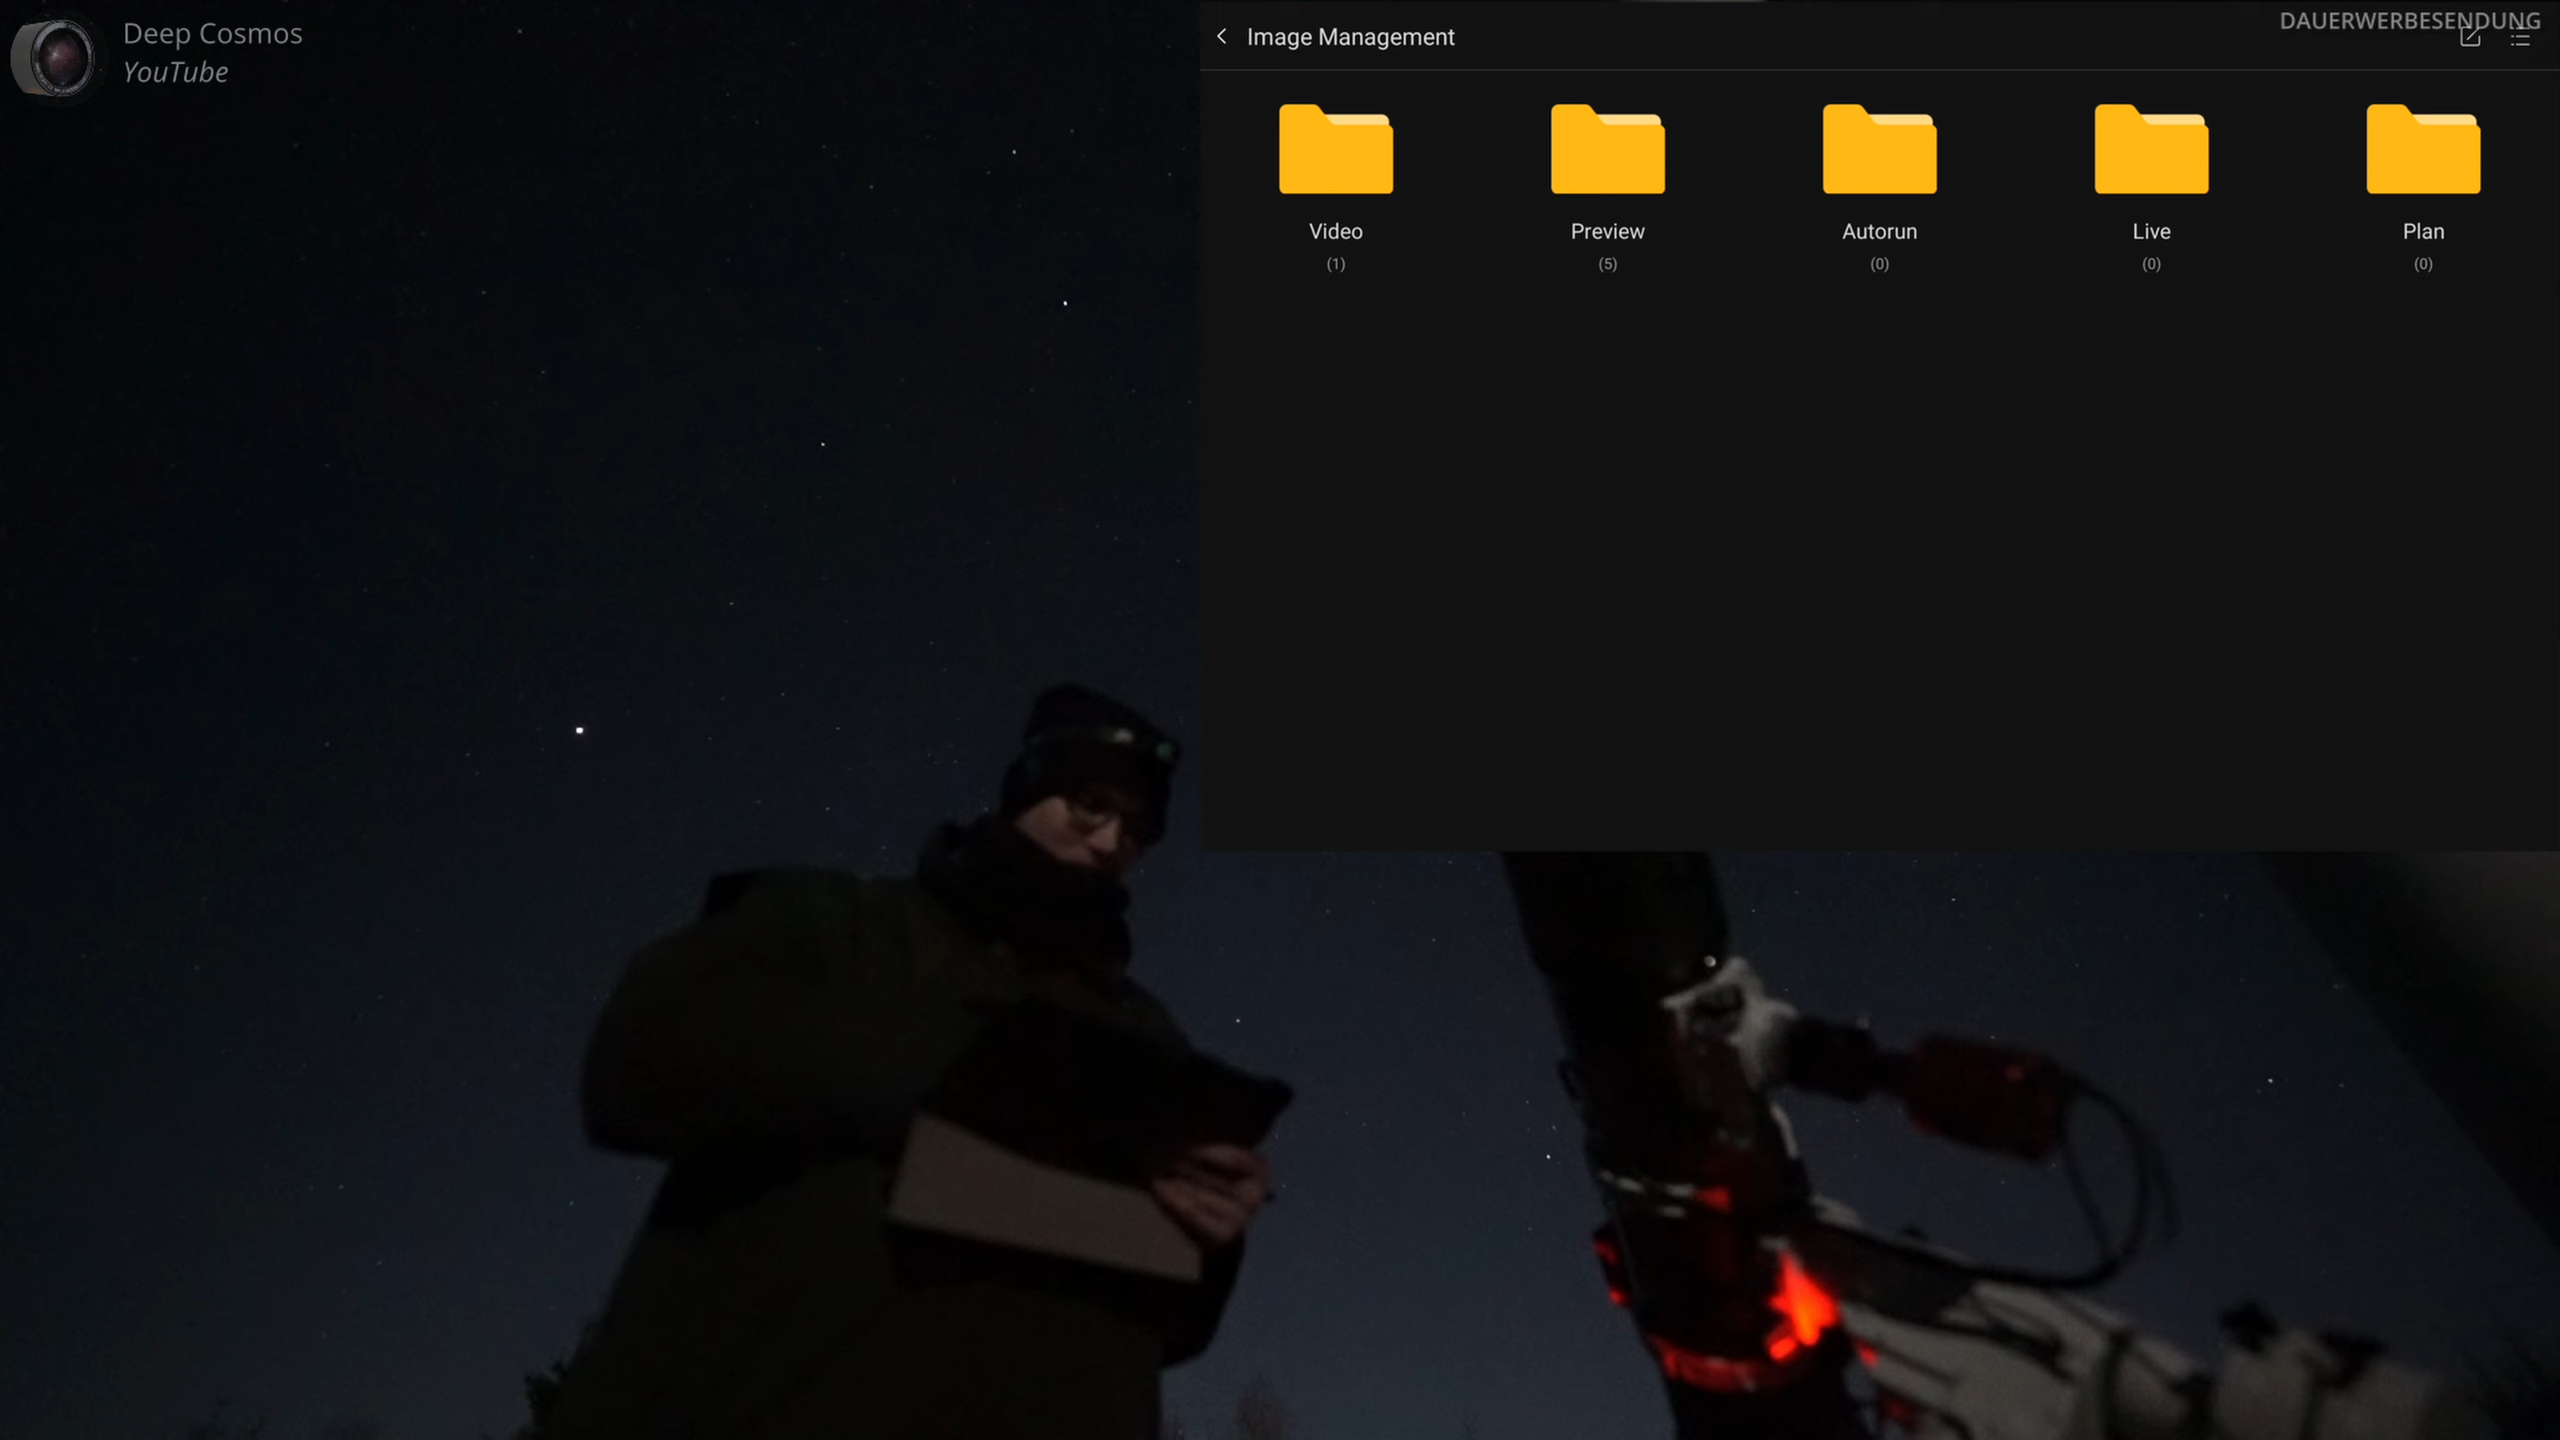 Deep Cosmos
YouTube
DAUERWERBESENDUNG
Image Management
Video
(1)
Preview
(5)
Autorun
(0)
Live
(0)
Plan
(0)